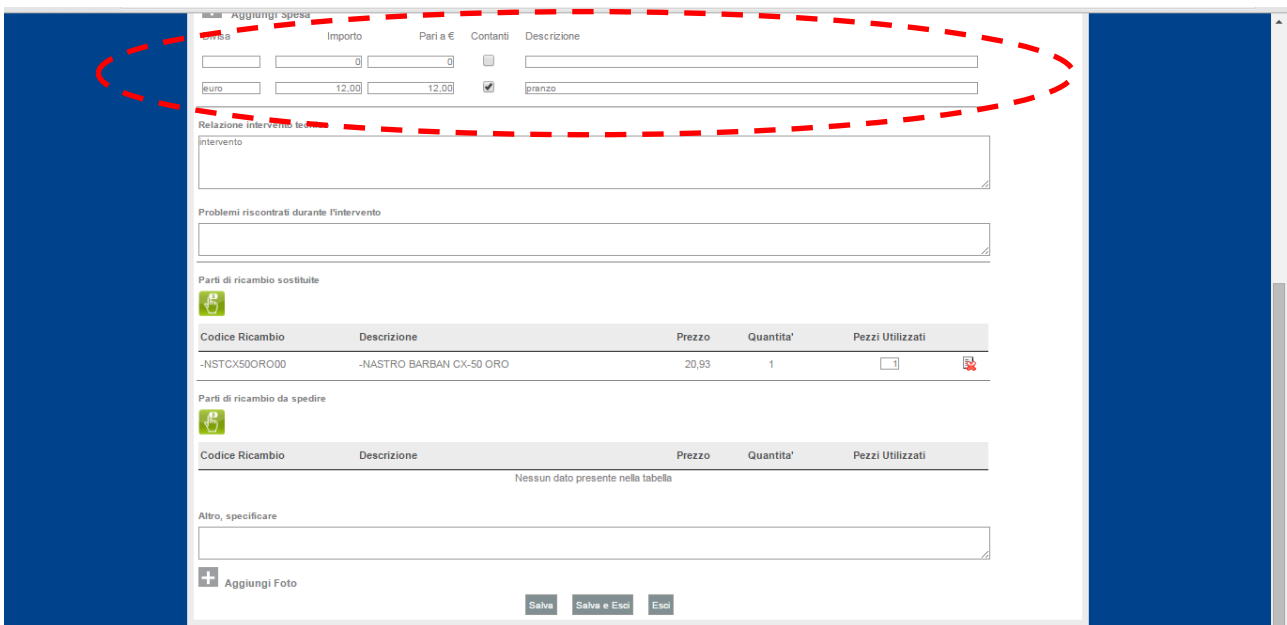 Aggiungi Spesa
Divisa Importo Pari a € Contanti Descrizione
0 0
euro 12,00 12,00 pranzo
Relazione intervento tecnico
intervento
Problemi riscontrati durante l'intervento
Parti di ricambio sostituite
Codice Ricambio Descrizione Prezzo Quantita' Pezzi Utilizzati
-NSTCX50ORO00 -NASTRO BARBAN CX-50 ORO 20,93 1 1
Parti di ricambio da spedire
Codice Ricambio Descrizione Prezzo Quantita' Pezzi Utilizzati
Nessun dato presente nella tabella
Altro, specificare
Aggiungi Foto
Salva Salva e Esci Esci